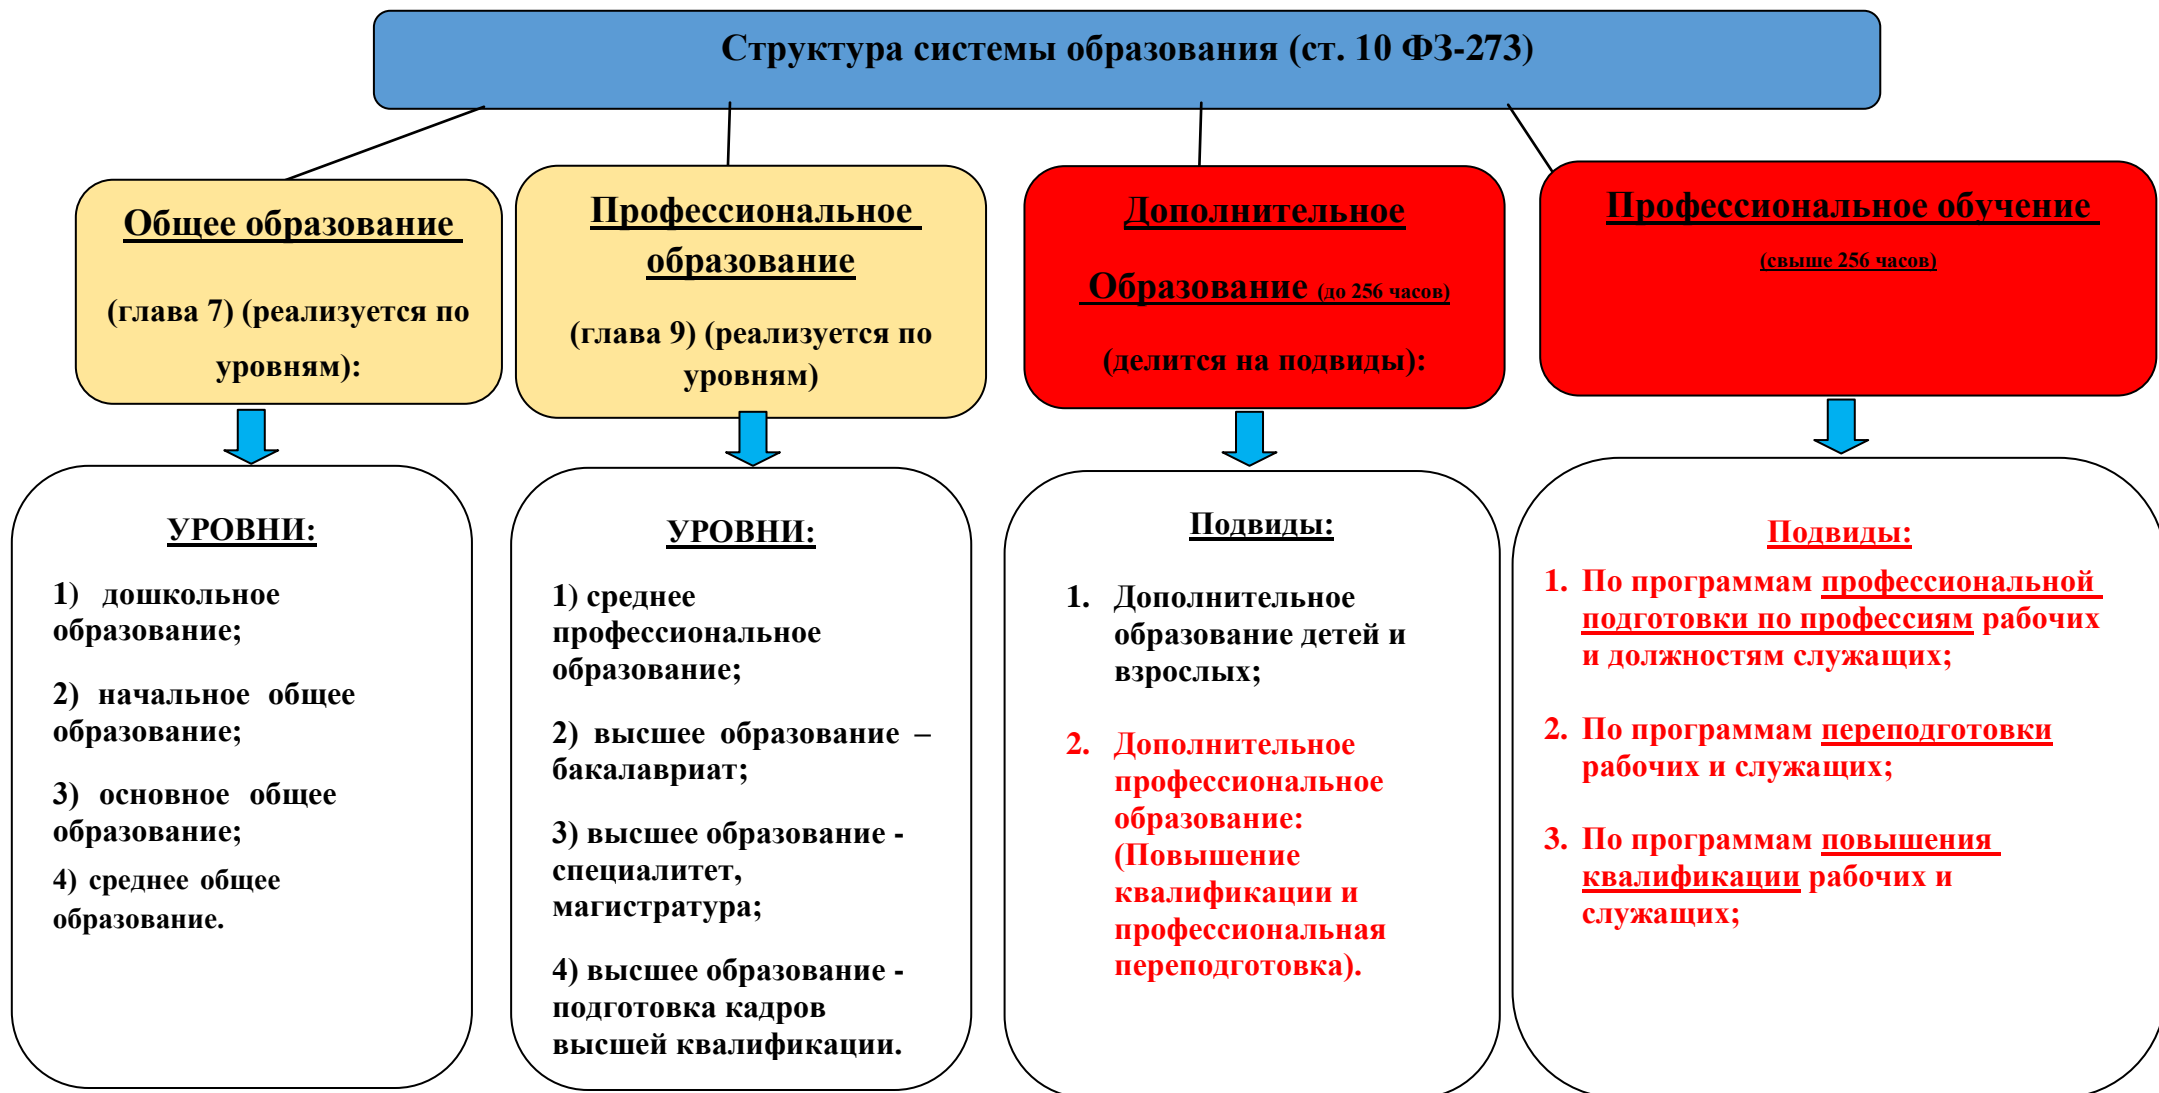 Структура системы образования (ст. 10 ФЗ-273)
Общее образование
(глава 7) (реализуется по
уровням):
Профессиональное
образование
(глава 9) (реализуется по
уровням)
Дополнительное
Образование (до 256 часов)
(делится на подвиды):
Профессиональное обучение
(свыше 256 часов)
УРОВНИ:
1) дошкольное
образование;
2) начальное общее
образование;
3) основное общее
образование;
4) среднее общее
образование.
УРОВНИ:
1) среднее
профессиональное
образование;
2) высшее образование –
бакалавриат;
3) высшее образование -
специалитет,
магистратура;
4) высшее образование -
подготовка кадров
высшей квалификации.
Подвиды:
1. Дополнительное
образование детей и
взрослых;
2. Дополнительное
профессиональное
образование:
(Повышение
квалификации и
профессиональная
переподготовка).
Подвиды:
1. По программам профессиональной
подготовки по профессиям рабочих
и должностям служащих;
2. По программам переподготовки
рабочих и служащих;
3. По программам повышения
квалификации рабочих и
служащих;